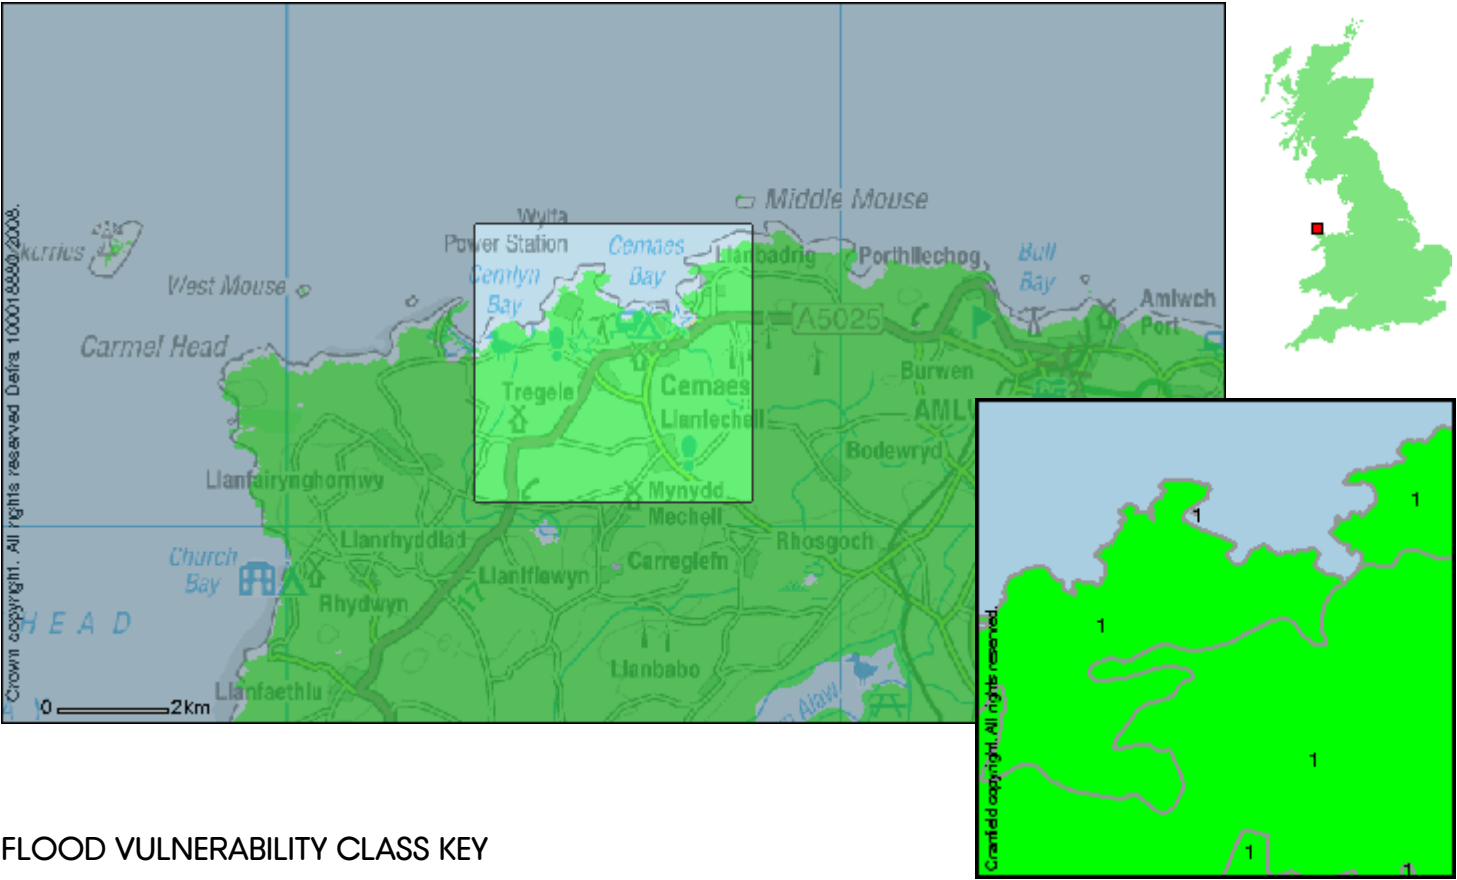 Middle Mouse
Wylfa
Power Station
Cemaes
Bay
Llanbadrig
Porthllechog
Bull
Bay
Cemlyn
Bay
West Mouse
Amlwch
Port
A5025
Carmel Head
Burwen
Tregele
Cemaes
Llanfechell
Bodewryd
Llanfairynghornwy
Mynydd
Mechell
Llanrhyddlad
Rhosgoch
Carreglefn
Church
Bay
Llanfflewyn
Rhydwyn
17
HEAD
Llanbabo
Alaw
Llanfaethlu
0 2km
Crown copyright. All rights reserved Defra 100018880/2008.
1
1
1
1
1
1
Cranfield copyright. All rights reserved.
FLOOD VULNERABILITY CLASS KEY